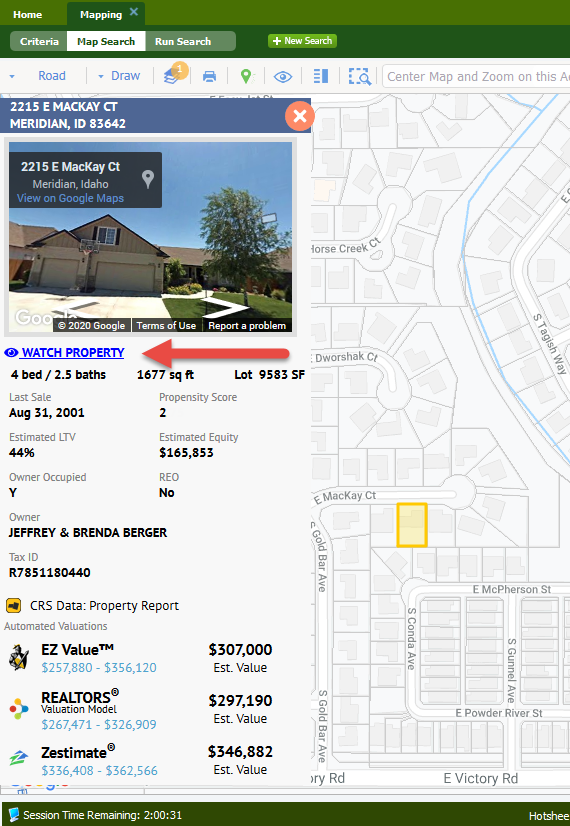 Home
Mapping ×
Criteria Map Search Run Search
+ New Search
Road
Draw
1
Center Map and Zoom on this Ad
2215 E MACKAY CT
MERIDIAN, ID 83642
2215 E MacKay Ct
Meridian, Idaho
View on Google Maps
Google
© 2020 Google Terms of Use Report a problem
WATCH PROPERTY
4 bed / 2.5 baths 1677 sq ft Lot 9583 SF
Last Sale Propensity Score
Aug 31, 2001 2
Estimated LTV Estimated Equity
44% $165,853
Owner Occupied REO
Y No
Owner
JEFFREY & BRENDA BERGER
Tax ID
R7851180440
CRS Data: Property Report
Automated Valuations
EZ Value™ $307,000
$257,880 - $356,120 Est. Value
REALTORS® $297,190
Valuation Model
$267,471 - $326,909 Est. Value
Zestimate® $346,882
$336,408 - $362,566 Est. Value
Horse Creek Ct
S Tagish Way
Dworshak Ct
E MacKay Ct
S Gold Bar Ave
E McPherson St
S Conda Ave
S Gunnel Ave
S Gold Bar Ave
E Powder River St
ory Rd
E Victory Rd
Session Time Remaining: 2:00:31
Hotshee